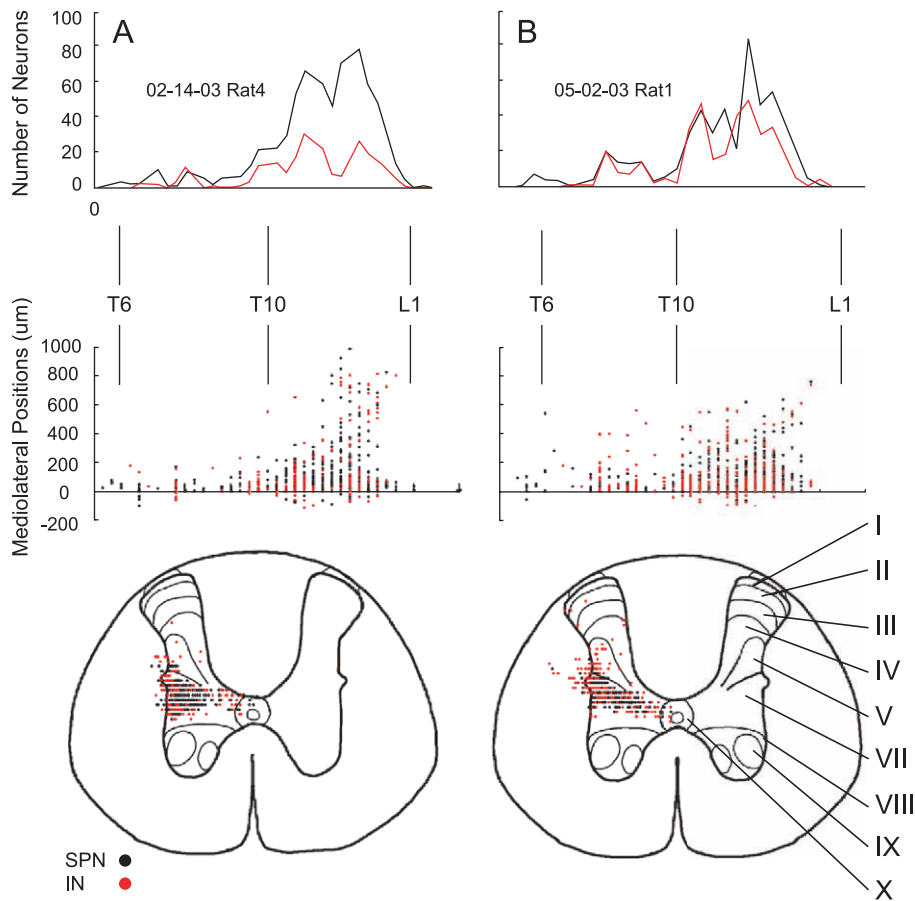 A
B
Number of Neurons
100
80
60
40
20
0
0
02-14-03 Rat4
05-02-03 Rat1
T6
T10
L1
T6
T10
L1
Mediolateral Positions (um)
1000
800
600
400
200
0
-200
I
II
III
IV
V
VII
VIII
IX
X
SPN
IN